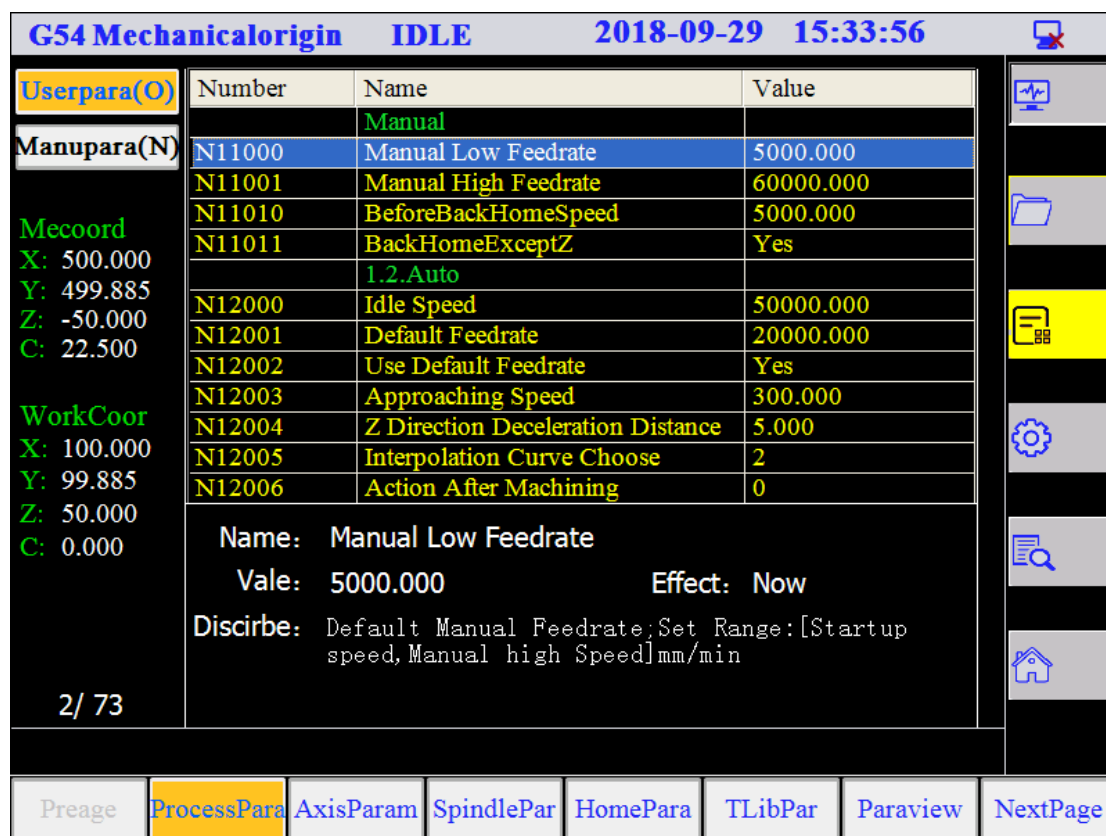 G54 Mechanicalorigin IDLE 2018-09-29 15:33:56
Userpara(O)
Manupara(N)
Mecoord
X: 500.000
Y: 499.885
Z: -50.000
C: 22.500
WorkCoor
X: 100.000
Y: 99.885
Z: 50.000
C: 0.000
2/ 73
Number Name Value
Manual
N11000 Manual Low Feedrate 5000.000
N11001 Manual High Feedrate 60000.000
N11010 BeforeBackHomeSpeed 5000.000
N11011 BackHomeExceptZ Yes
1.2.Auto
N12000 Idle Speed 50000.000
N12001 Default Feedrate 20000.000
N12002 Use Default Feedrate Yes
N12003 Approaching Speed 300.000
N12004 Z Direction Deceleration Distance 5.000
N12005 Interpolation Curve Choose 2
N12006 Action After Machining 0
Name: Manual Low Feedrate
Vale: 5000.000 Effect: Now
Discirbe: Default Manual Feedrate;Set Range:[Startup
speed,Manual high Speed]mm/min
Preage ProcessPara AxisParam SpindlePar HomePara TLibPar Paraview NextPage